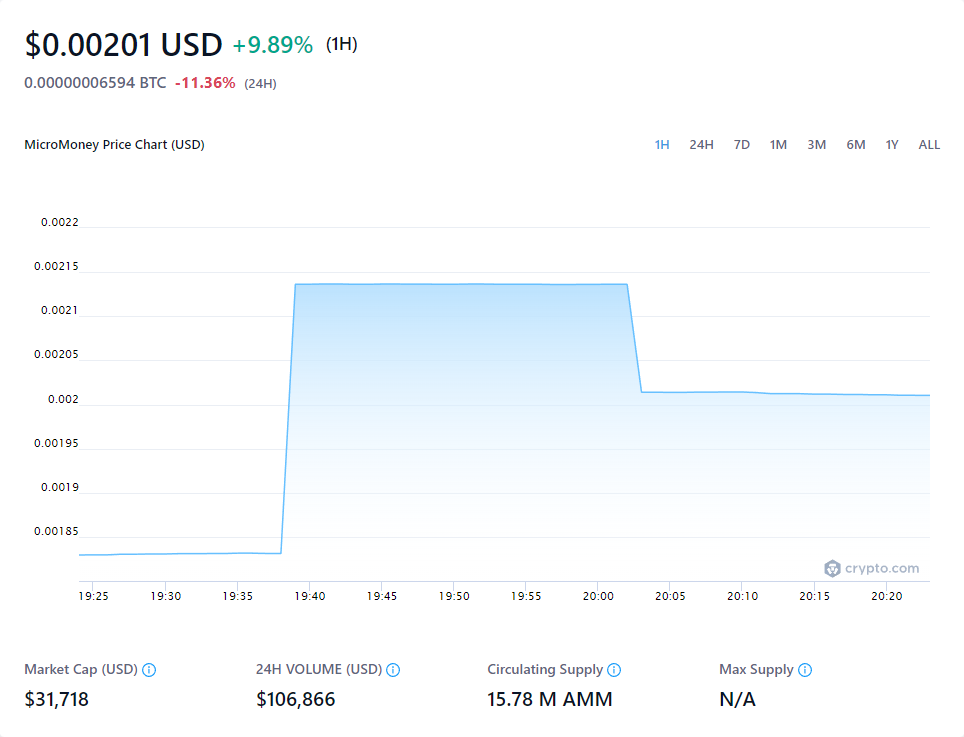 $0.00201 USD +9.89% (1H)
0.00000006594 BTC -11.36% (24H)
MicroMoney Price Chart (USD) 1H 24H 7D 1M 3M 6M 1Y ALL
0.0022
0.00215
0.0021
0.00205
0.002
0.00195
0.0019
0.00185
crypto.com
19:25 19:30 19:35 19:40 19:45 19:50 19:55 20:00 20:05 20:10 20:15 20:20
Market Cap (USD) 24H VOLUME (USD) Circulating Supply Max Supply
$31,718 $106,866 15.78 M AMM N/A